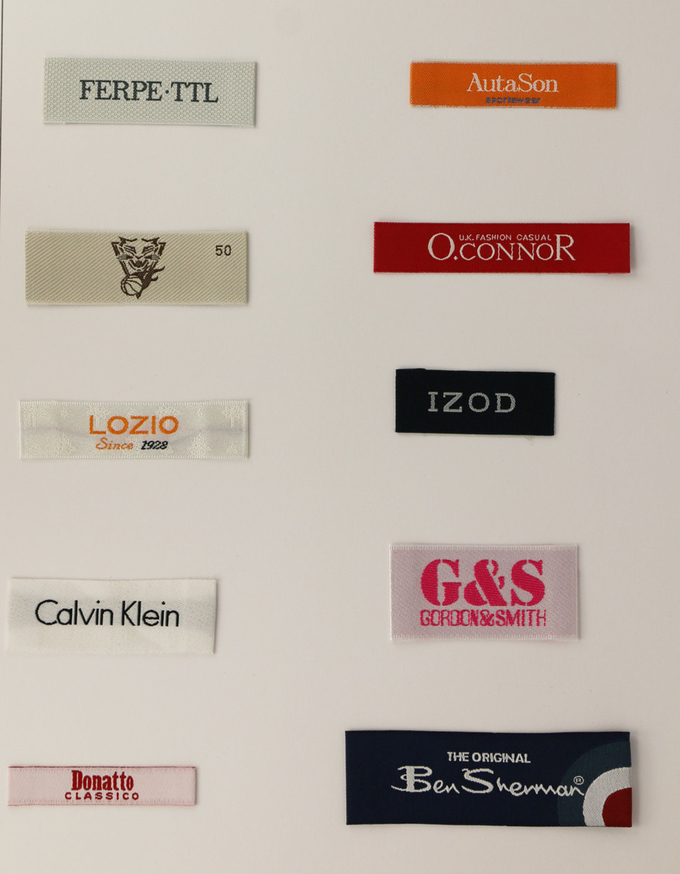 FERPE·TTL
AutaSon
sportswear
50
U.K. FASHION CASUAL
O.CONNOR
LOZIO
Since 1928
IZOD
Calvin Klein
G&S
GORDON&SMITH
Donatto
CLASSICO
THE ORIGINAL
Ben Sherman®